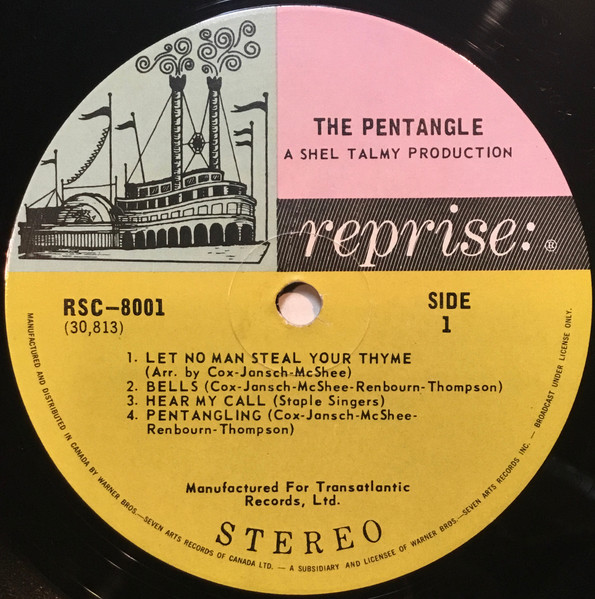 THE PENTANGLE
A SHEL TALMY PRODUCTION
reprise: ®
RSC–8001
(30,813)
SIDE
1
1. LET NO MAN STEAL YOUR THYME
(Arr. by Cox-Jansch-McShee)
2. BELLS (Cox-Jansch-McShee-Renbourn-Thompson)
3. HEAR MY CALL (Staple Singers)
4. PENTANGLING (Cox-Jansch-McShee-
Renbourn-Thompson)
Manufactured For Transatlantic
Records, Ltd.
STEREO
MANUFACTURED AND DISTRIBUTED IN CANADA BY WARNER BROS.–SEVEN ARTS RECORDS OF CANADA LTD. – A SUBSIDIARY AND LICENSEE OF WARNER BROS.–SEVEN ARTS RECORDS INC. – BROADCAST UNDER LICENSE ONLY.